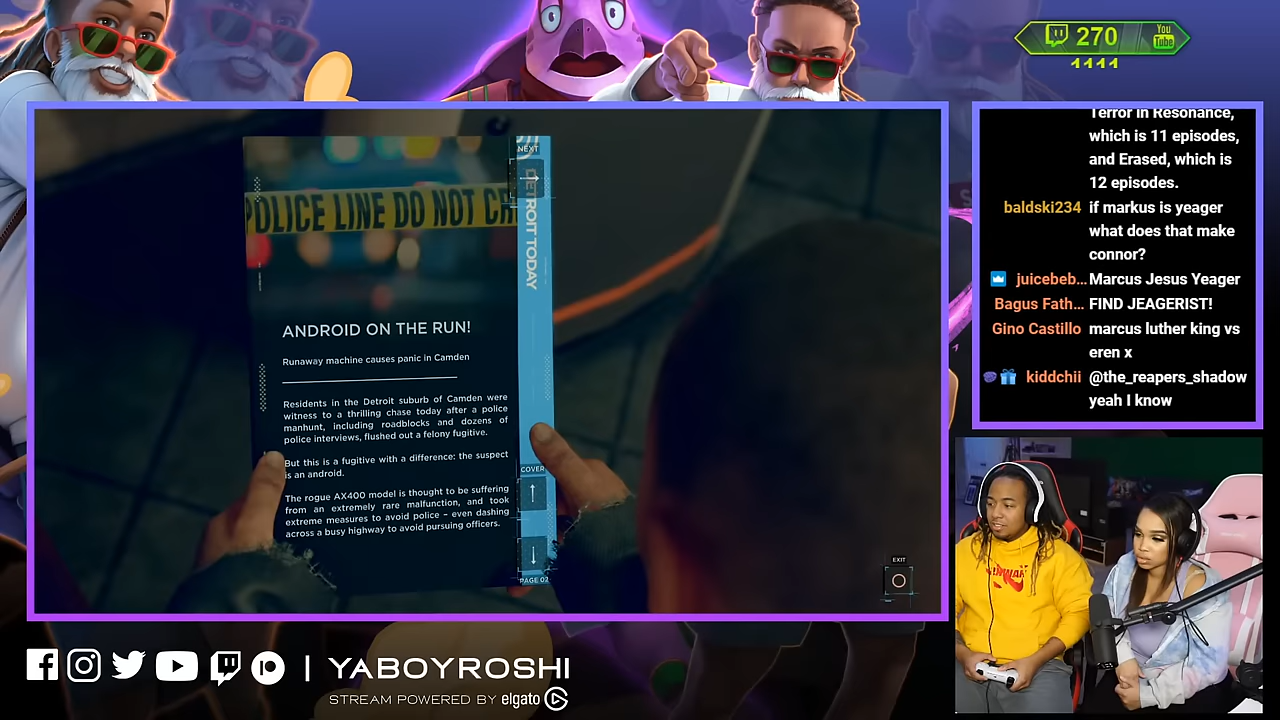 270
You
Tube
POLICE LINE DO NOT CR
NEXT
DETROIT TODAY
ANDROID ON THE RUN!
Runaway machine causes panic in Camden
Residents in the Detroit suburb of Camden were
witness to a thrilling chase today after a police
manhunt, including roadblocks and dozens of
police interviews, flushed out a felony fugitive.
But this is a fugitive with a difference: the suspect
is an android.
The rogue AX400 model is thought to be suffering
from an extremely rare malfunction, and took
extreme measures to avoid police – even dashing
across a busy highway to avoid pursuing officers.
COVER
PAGE 02
EXIT
Terror in Resonance,
which is 11 episodes,
and Erased, which is
12 episodes.
baldski234 if markus is yeager
what does that make
connor?
juicebeb... Marcus Jesus Yeager
Bagus Fath... FIND JEAGERIST!
Gino Castillo marcus luther king vs
eren x
kiddchii @the_reapers_shadow
yeah I know
| YABOYROSHI
STREAM POWERED BY elgato